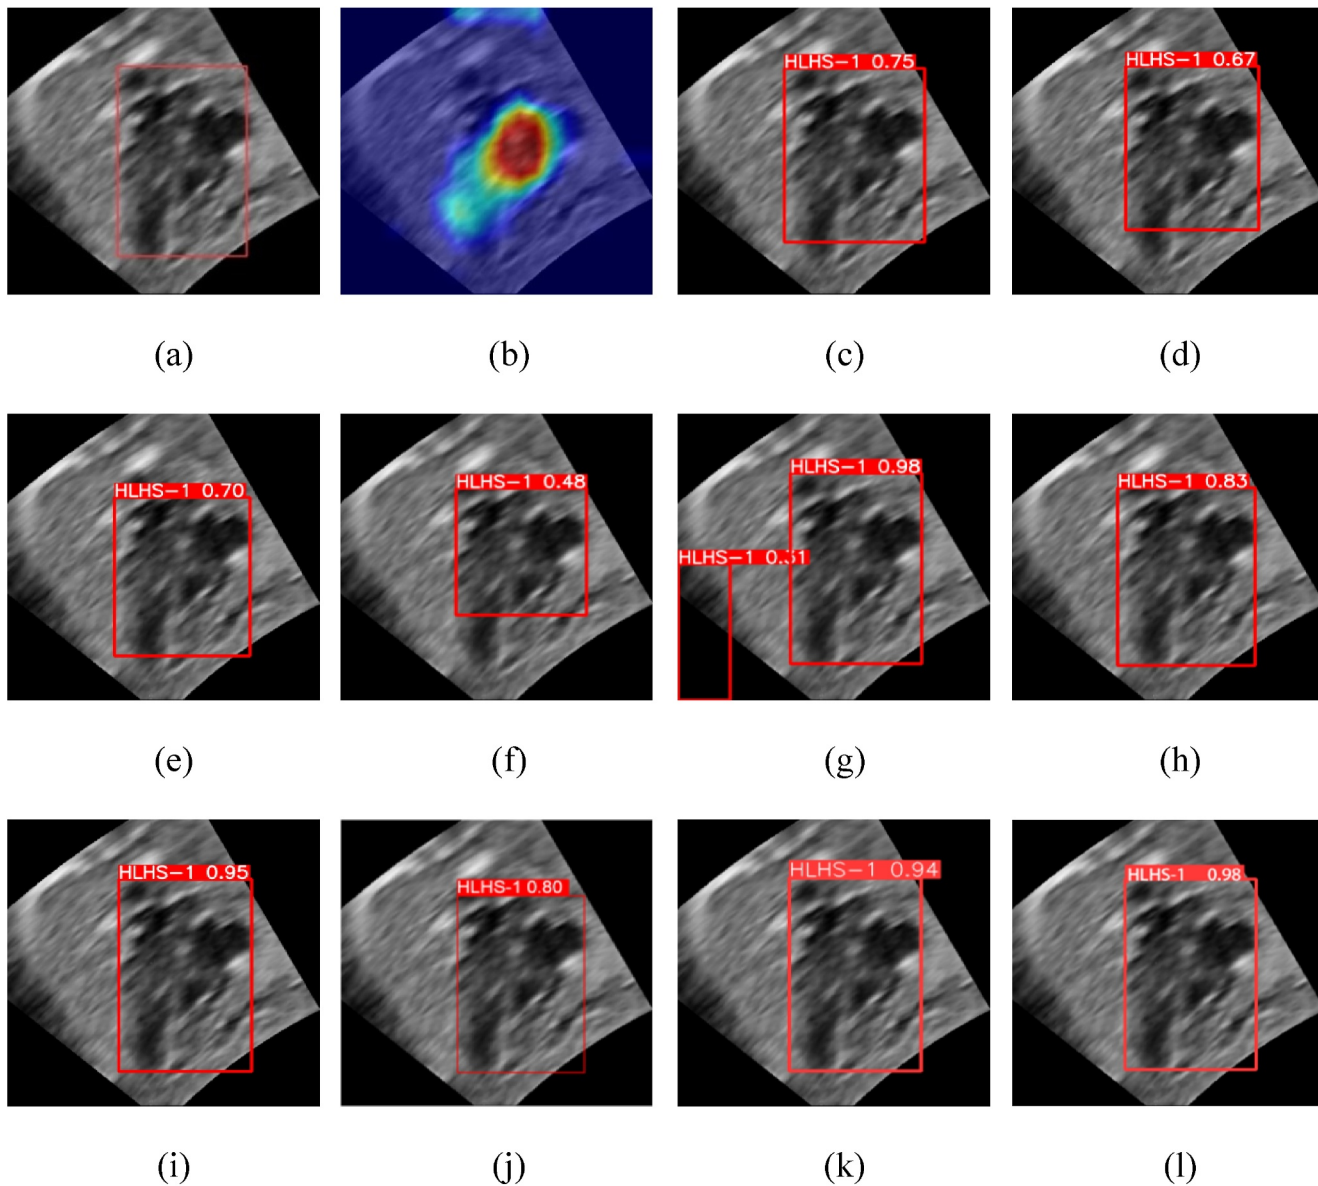 HLHS-1 0.75
HLHS-1 0.67
(a) (b) (c) (d)
HLHS-1 0.70
HLHS-1 0.48
HLHS-1 0.98
HLHS-1 0.31
HLHS-1 0.83
(e) (f) (g) (h)
HLHS-1 0.95
HLHS-1 0.80
HLHS-1 0.94
HLHS-1 0.98
(i) (j) (k) (l)